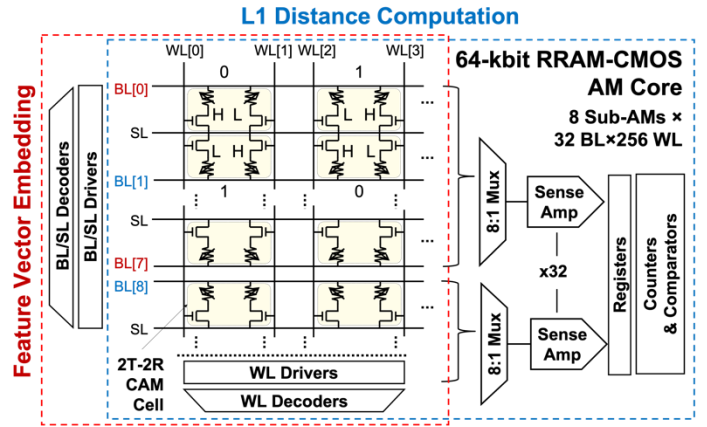 L1 Distance Computation
Feature Vector Embedding
BL/SL Decoders
BL/SL Drivers
WL[0] WL[1] WL[2] WL[3]
0 1
BL[0]
H L L H
...
SL
L H H L
...
BL[1]
1 0
SL
...
BL[7]
BL[8]
...
SL
2T-2R
CAM
Cell
WL Drivers
WL Decoders
64-kbit RRAM-CMOS
AM Core
8 Sub-AMs ×
32 BL×256 WL
8:1 Mux
Sense
Amp
x32
8:1 Mux
Sense
Amp
Registers
Counters
& Comparators